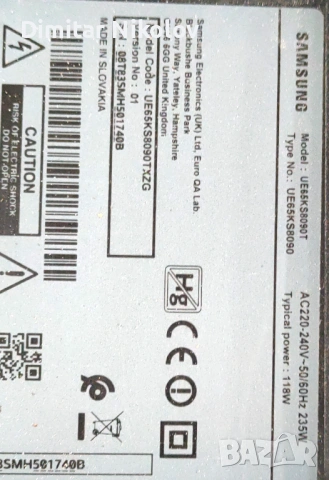 SAMSUNG
Model : UE65KS8090T
Type No. : UE65KS8090
AC220-240V~50/60Hz 235W
Typical power : 118W
Samsung Electronics (UK) Ltd, Euro QA Lab.
Blackbushe Business Park
Saxony Way, Yateley, Hampshire
GU46 6GG United Kingdom
Model Code : UE65KS8090TXZG
Version No : 01
08TB3SMH501740B
MADE IN SLOVAKIA
CAUTION
RISK OF ELECTRIC SHOCK
DO NOT OPEN
Hg
CE
3SMH501740B
Dimitar Nikolov
BAZAR